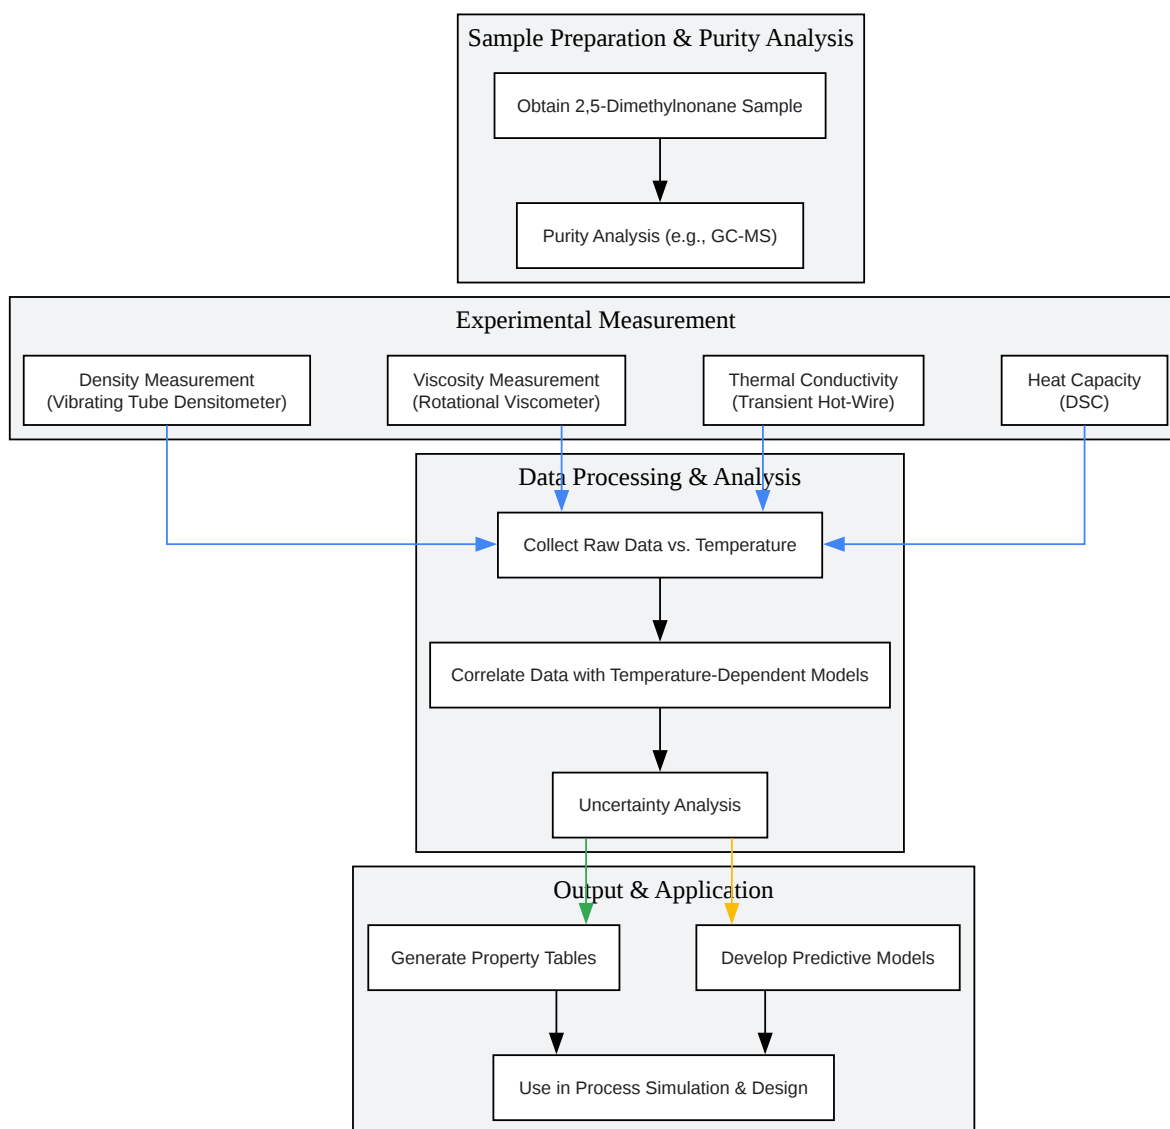 Sample Preparation & Purity Analysis
Obtain 2,5-Dimethylnonane Sample
Purity Analysis (e.g., GC-MS)
Experimental Measurement
Density Measurement
(Vibrating Tube Densitometer)
Viscosity Measurement
(Rotational Viscometer)
Thermal Conductivity
(Transient Hot-Wire)
Heat Capacity
(DSC)
Data Processing & Analysis
Collect Raw Data vs. Temperature
Correlate Data with Temperature-Dependent Models
Uncertainty Analysis
Output & Application
Generate Property Tables
Develop Predictive Models
Use in Process Simulation & Design